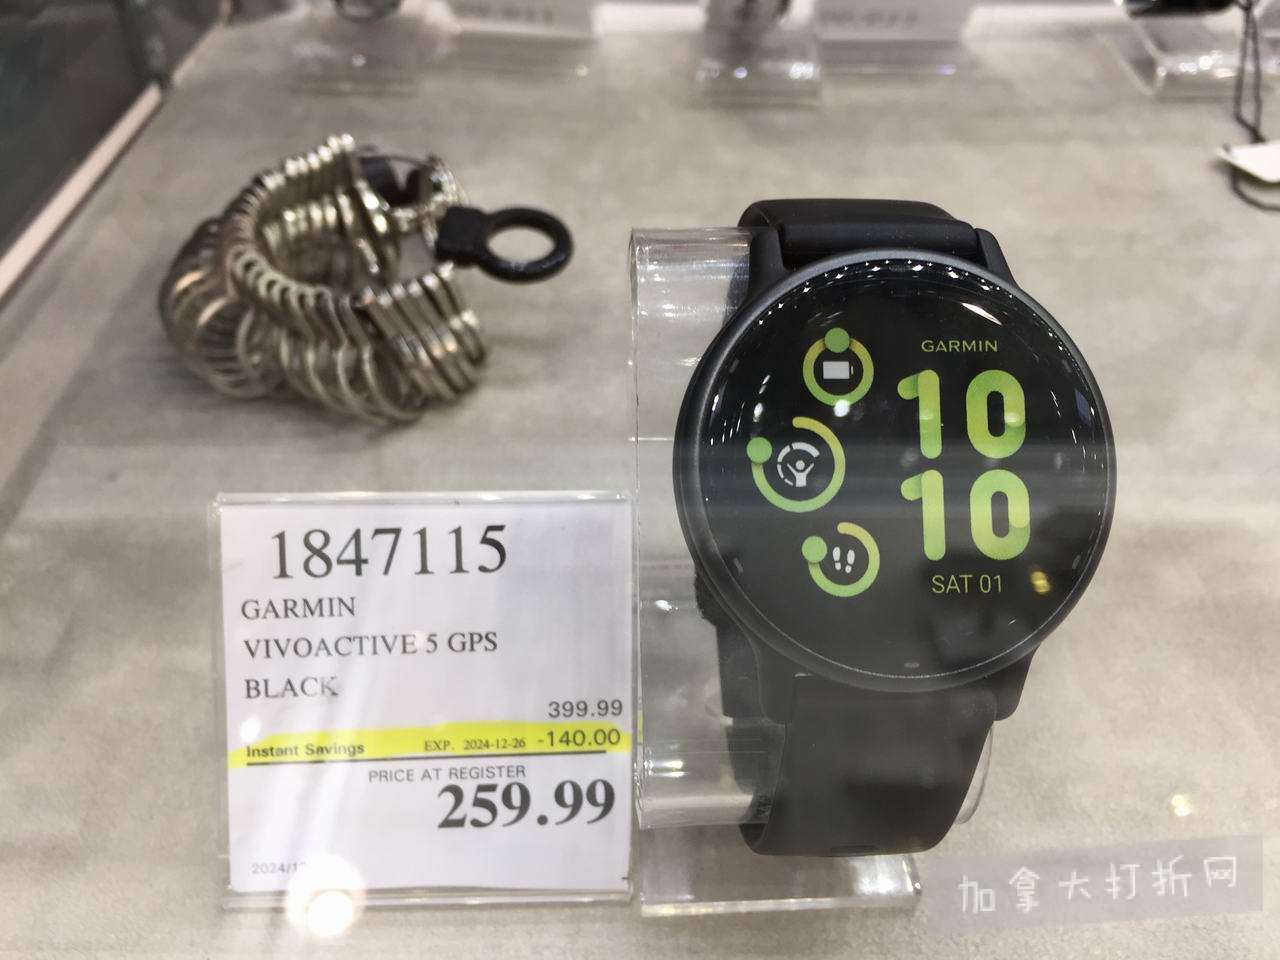 1847115
GARMIN
VIVOACTIVE 5 GPS
BLACK
399.99
Instant Savings EXP. 2024-12-26 -140.00
PRICE AT REGISTER
259.99
GARMIN
10
10
SAT 01
加拿大打折网